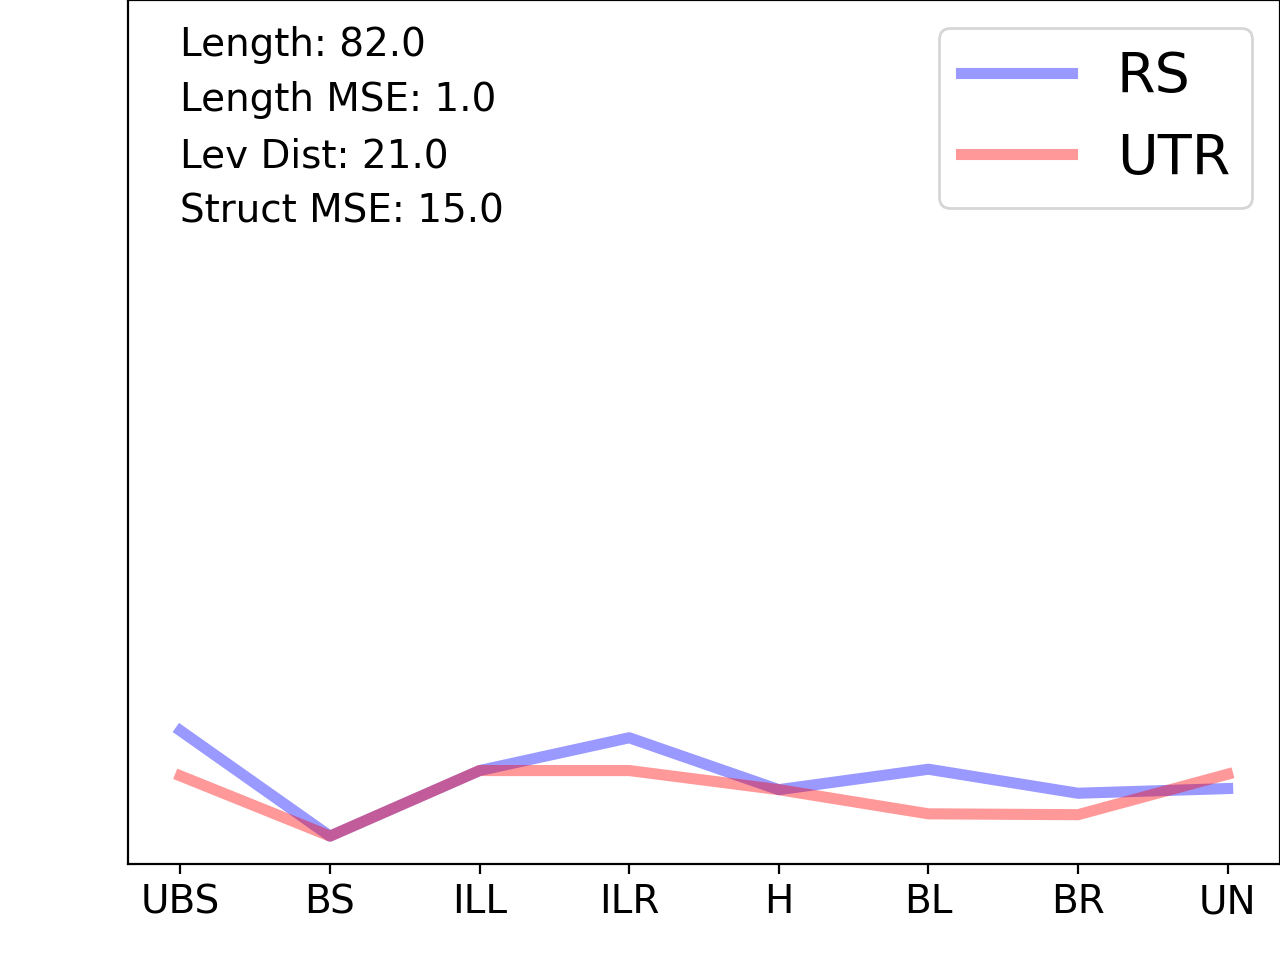 Length: 82.0
Length MSE: 1.0
Lev Dist: 21.0
Struct MSE: 15.0
RS
UTR
UBS BS ILL ILR H BL BR UN